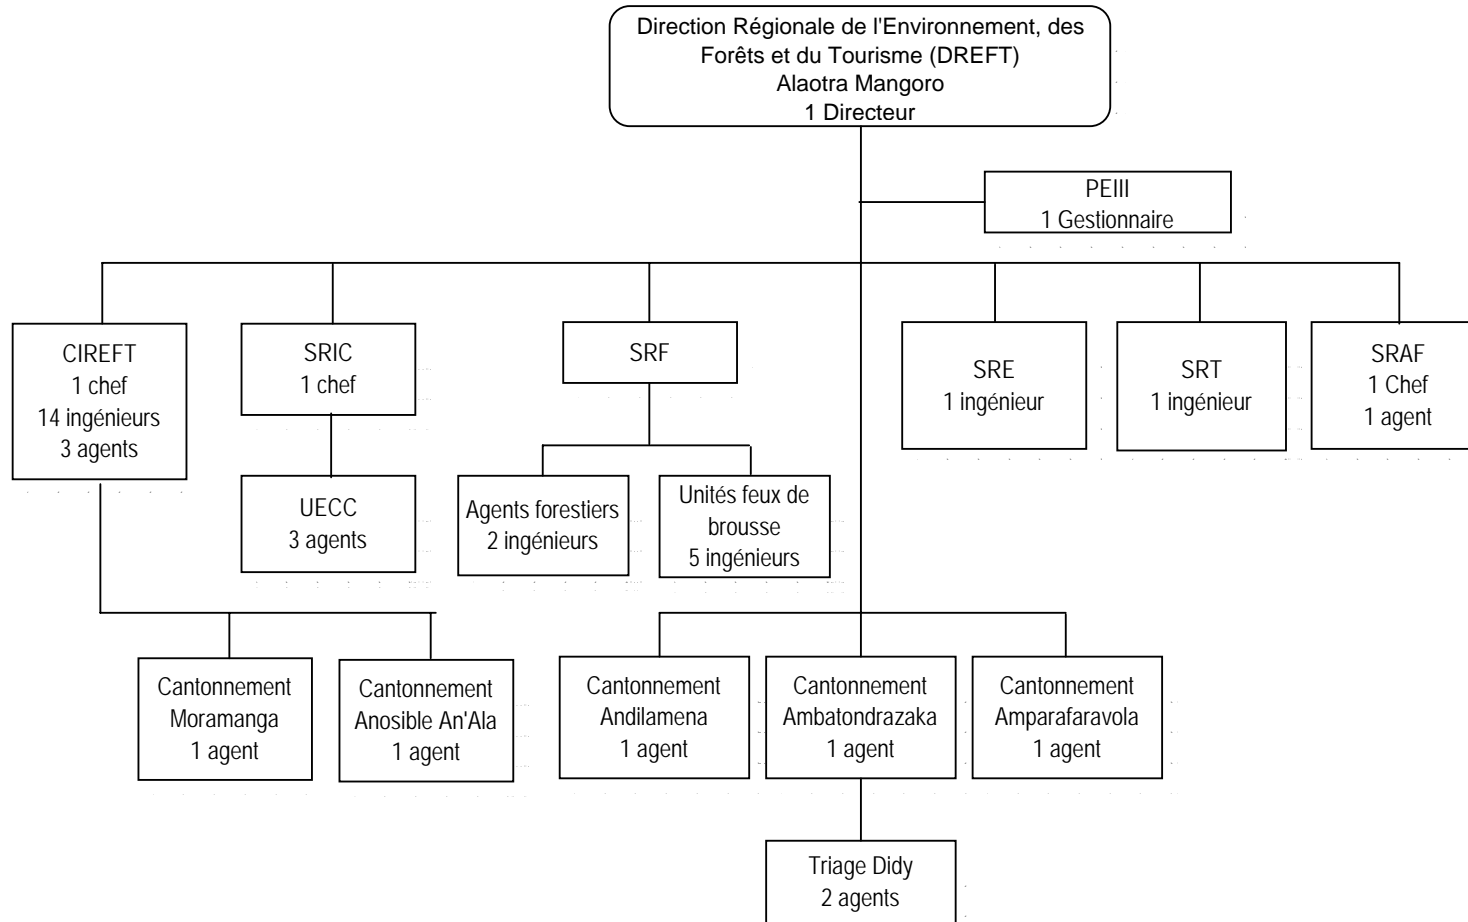 Direction Régionale de l'Environnement, des
Forêts et du Tourisme (DREFT)
Alaotra Mangoro
1 Directeur
PEIII
1 Gestionnaire
CIREFT
1 chef
14 ingénieurs
3 agents
SRIC
1 chef
SRF
SRE
1 ingénieur
SRT
1 ingénieur
SRAF
1 Chef
1 agent
UECC
3 agents
Agents forestiers
2 ingénieurs
Unités feux de
brousse
5 ingénieurs
Cantonnement
Moramanga
1 agent
Cantonnement
Anosible An'Ala
1 agent
Cantonnement
Andilamena
1 agent
Cantonnement
Ambatondrazaka
1 agent
Cantonnement
Amparafaravola
1 agent
Triage Didy
2 agents